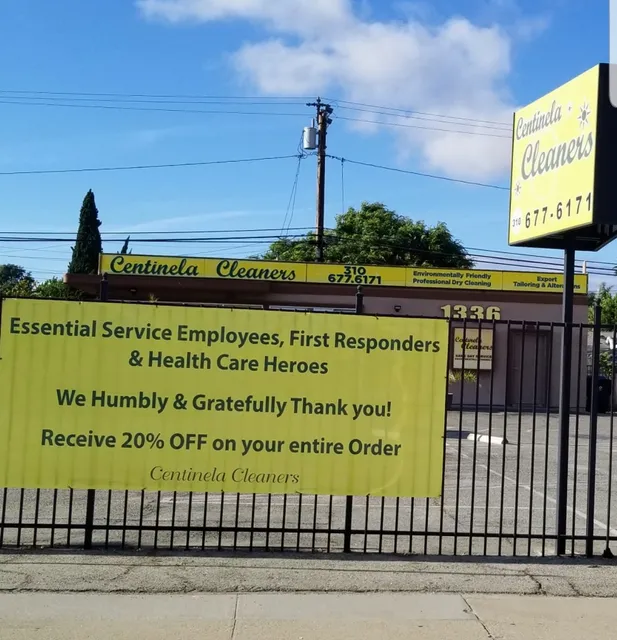 Centinela
Cleaners
310 677-6171
Centinela Cleaners
310
677.6171
Environmentally Friendly
Professional Dry Cleaning
Expert
Tailoring & Alterations
1336
Centinela
Cleaners
Essential Service Employees, First Responders
& Health Care Heroes
We Humbly & Gratefully Thank you!
Receive 20% OFF on your entire Order
Centinela Cleaners